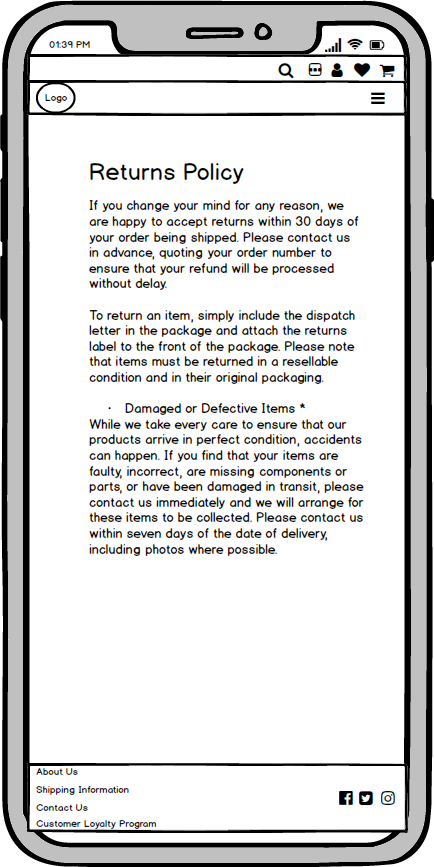 01:39 PM
Logo
Returns Policy
If you change your mind for any reason, we
are happy to accept returns within 30 days of
your order being shipped. Please contact us
in advance, quoting your order number to
ensure that your refund will be processed
without delay.
To return an item, simply include the dispatch
letter in the package and attach the returns
label to the front of the package. Please note
that items must be returned in a resellable
condition and in their original packaging.
· Damaged or Defective Items *
While we take every care to ensure that our
products arrive in perfect condition, accidents
can happen. If you find that your items are
faulty, incorrect, are missing components or
parts, or have been damaged in transit, please
contact us immediately and we will arrange for
these items to be collected. Please contact us
within seven days of the date of delivery,
including photos where possible.
About Us
Shipping Information
Contact Us
Customer Loyalty Program